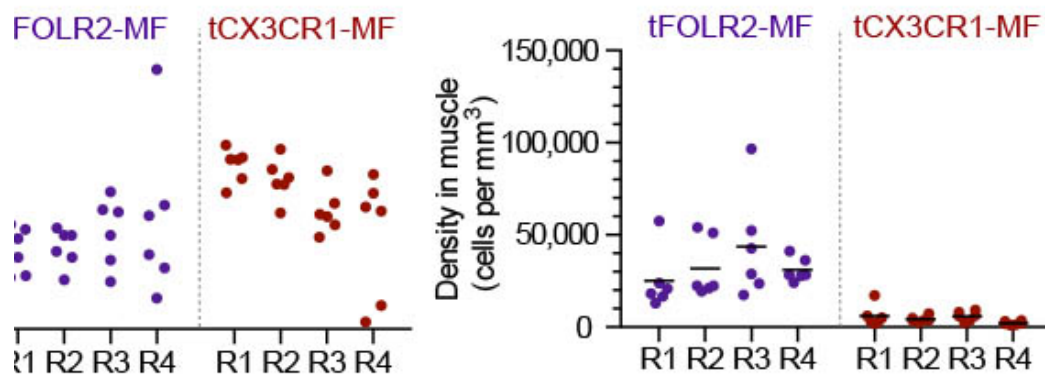 FOLR2-MF tCX3CR1-MF
R1 R2 R3 R4 R1 R2 R3 R4
tFOLR2-MF tCX3CR1-MF
Density in muscle
(cells per mm³)
150,000
100,000
50,000
0
R1 R2 R3 R4 R1 R2 R3 R4